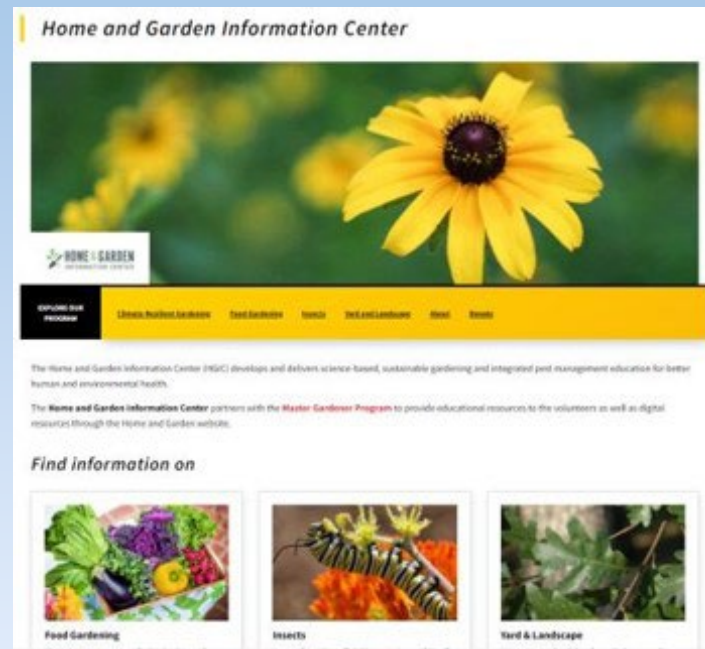 Home and Garden Information Center
HOME & GARDEN
INFORMATION CENTER
EXPLORE OUR
PROGRAM
Climate Resilient Gardening Food Gardening Insects Yard and Landscape About Donate
The Home and Garden Information Center (HGIC) develops and delivers science-based, sustainable gardening and integrated pest management education for better
human and environmental health.
The Home and Garden Information Center partners with the Master Gardener Program to provide educational resources to the volunteers as well as digital
resources through the Home and Garden website.
Find information on
Food Gardening Insects Yard & Landscape